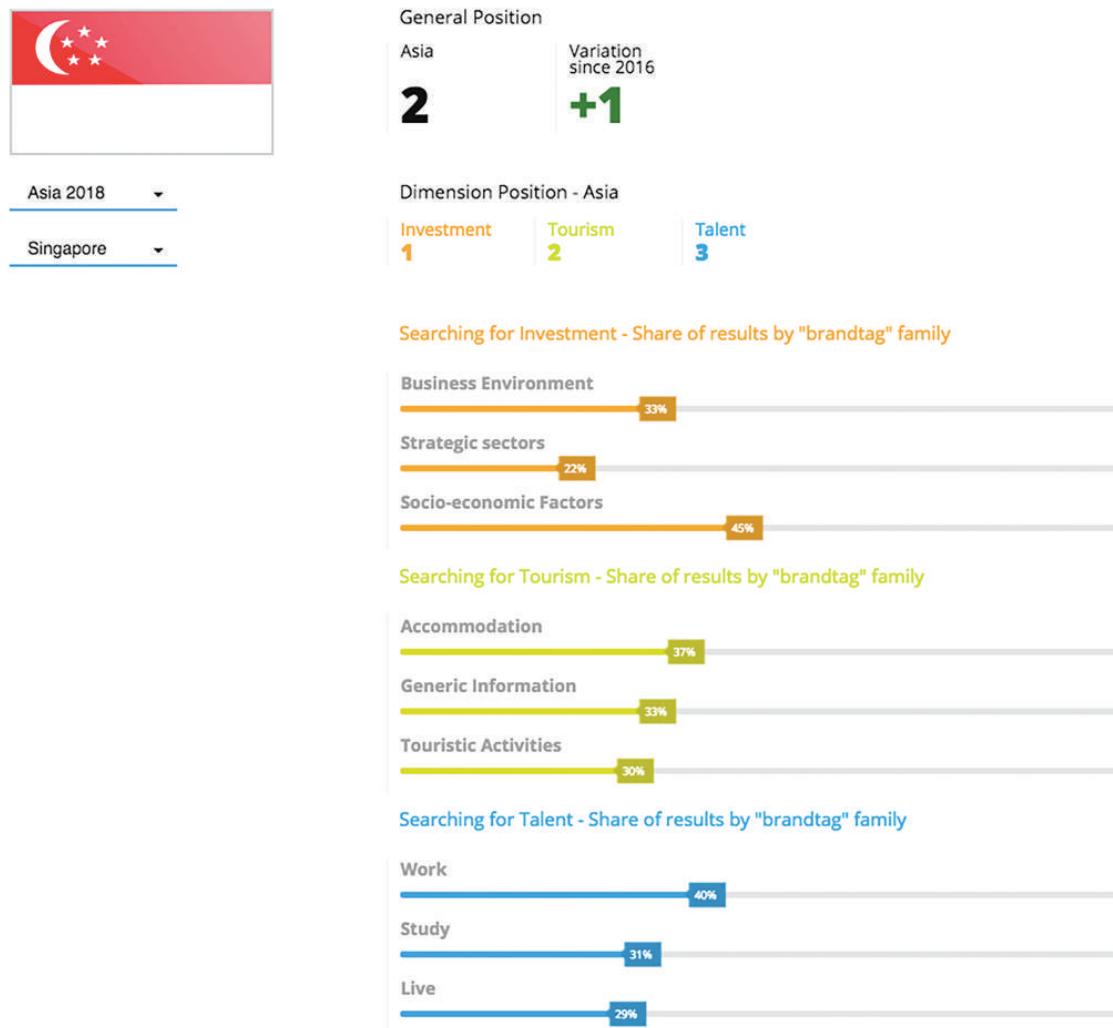 General Position
Asia
Variation
since 2016
2
+1
Asia 2018
Singapore
Dimension Position - Asia
Investment
1
Tourism
2
Talent
3
Searching for Investment - Share of results by "brandtag" family
Business Environment
33%
Strategic sectors
22%
Socio-economic Factors
45%
Searching for Tourism - Share of results by "brandtag" family
Accommodation
37%
Generic Information
33%
Touristic Activities
30%
Searching for Talent - Share of results by "brandtag" family
Work
40%
Study
31%
Live
29%